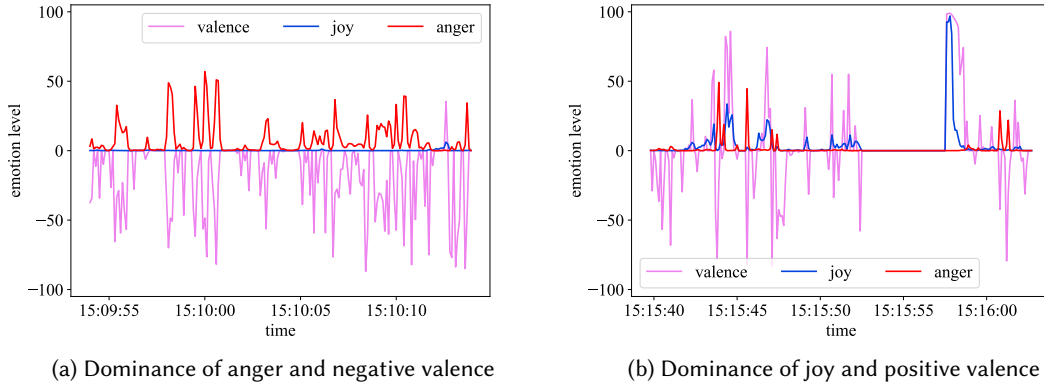 100
50
0
−50
−100
emotion level
valence joy anger
15:09:55 15:10:00 15:10:05 15:10:10
time
(a) Dominance of anger and negative valence
100
50
0
−50
−100
emotion level
valence joy anger
15:15:40 15:15:45 15:15:50 15:15:55 15:16:00
time
(b) Dominance of joy and positive valence